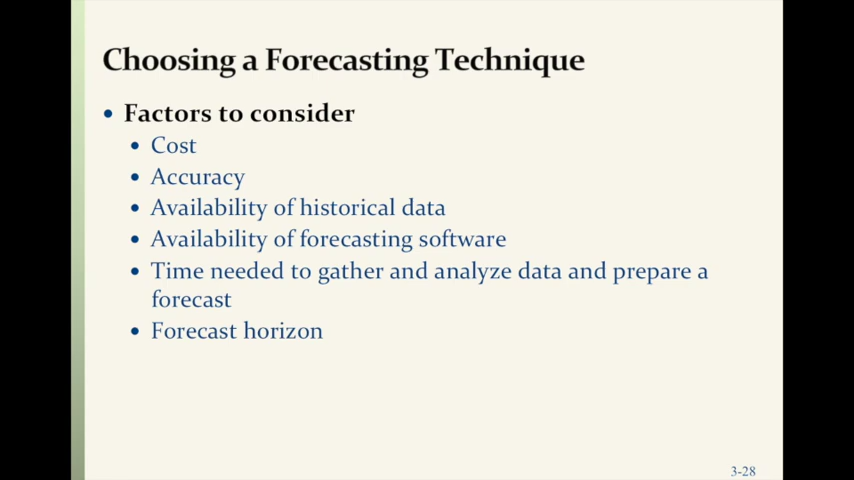 Choosing a Forecasting Technique
• Factors to consider
• Cost
• Accuracy
• Availability of historical data
• Availability of forecasting software
• Time needed to gather and analyze data and prepare a
forecast
• Forecast horizon
3-28